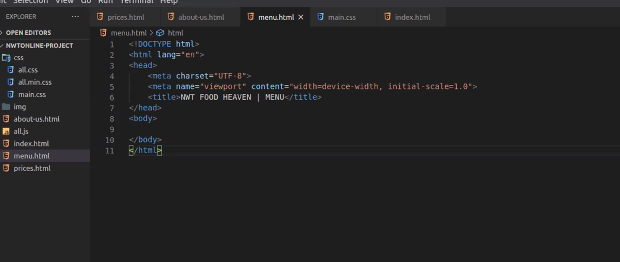 Selection View Go Run Terminal Help
EXPLORER ...
prices.html about-us.html menu.html × main.css index.html
menu.html > html
OPEN EDITORS
NWTONLINE-PROJECT
css
all.css
all.min.css
main.css
img
about-us.html
all.js
index.html
menu.html
prices.html
1 <!DOCTYPE html>
2 <html lang="en">
3 <head>
4 <meta charset="UTF-8">
5 <meta name="viewport" content="width=device-width, initial-scale=1.0">
6 <title>NWT FOOD HEAVEN | MENU</title>
7 </head>
8 <body>
9
10 </body>
11 </html>